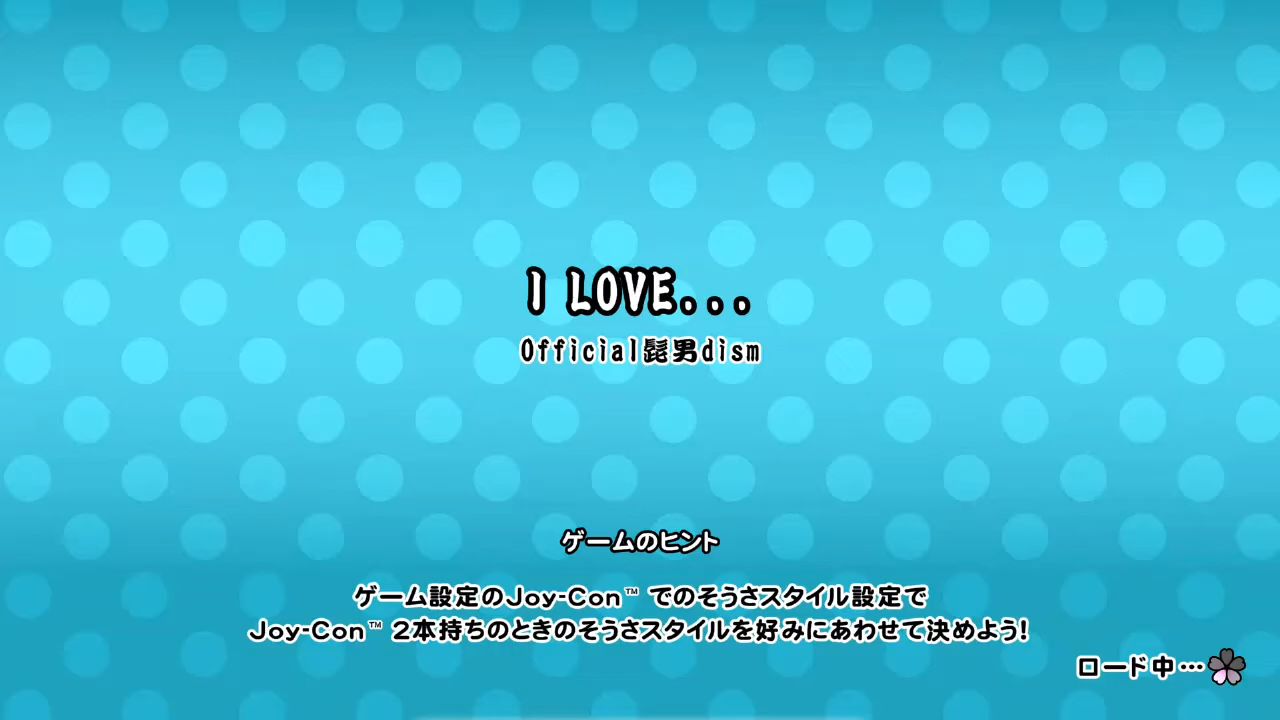 I LOVE...
Official髭男dism
ゲームのヒント
ゲーム設定のJoy-Con™ でのそうさスタイル設定で
Joy-Con™ 2本持ちのときのそうさスタイルを好みにあわせて決めよう!
ロード中…